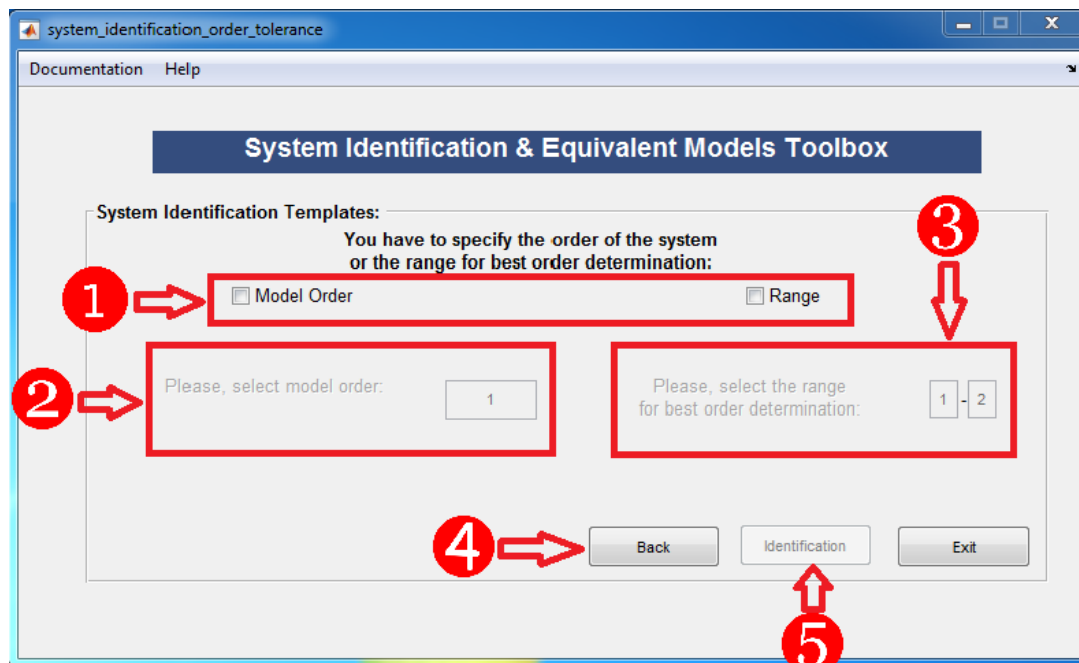 system_identification_order_tolerance
Documentation Help
System Identification & Equivalent Models Toolbox
System Identification Templates:
You have to specify the order of the system
or the range for best order determination:
3
1
Model Order
Range
2
Please, select model order:
1
Please, select the range
for best order determination:
1 - 2
4
Back
Identification
Exit
5